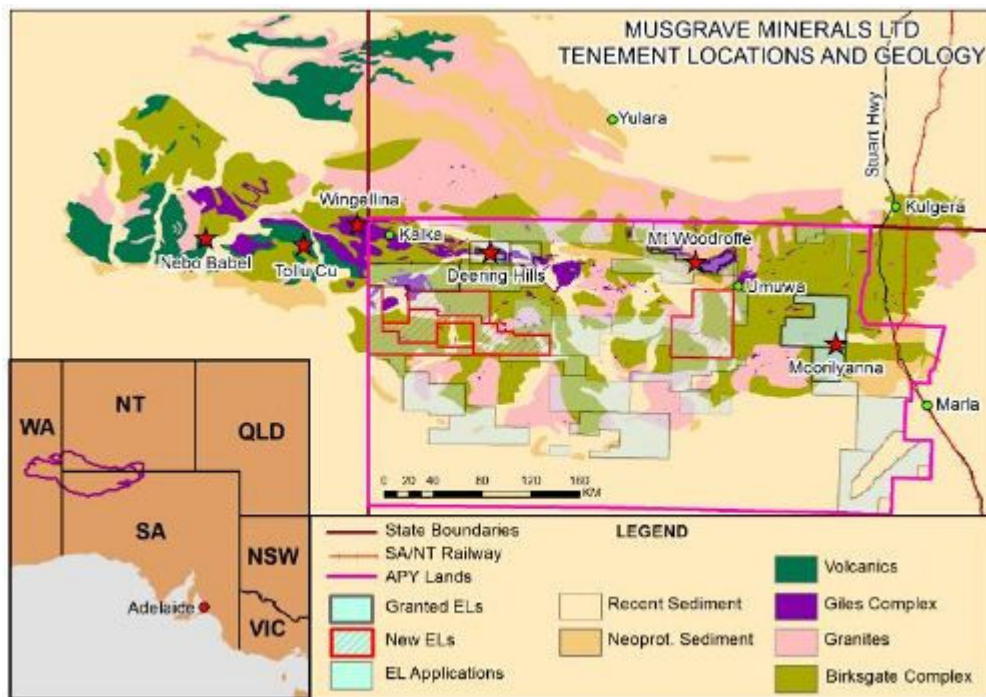 MUSGRAVE MINERALS LTD
TENEMENT LOCATIONS AND GEOLOGY
Yulara
Stuart Hwy
Kulgera
Wingellina
Kalka
Mt Woodroffe
Nebo Babel
Tollu Cu
Deering Hills
Umuwa
Moorilyanna
Marla
0 20 40 80 120 160
KM
WA
NT
QLD
SA
NSW
VIC
Adelaide
LEGEND
State Boundaries
SA/NT Railway
APY Lands
Granted ELs
New ELs
EL Applications
Recent Sediment
Neoprot. Sediment
Volcanics
Giles Complex
Granites
Birksgate Complex